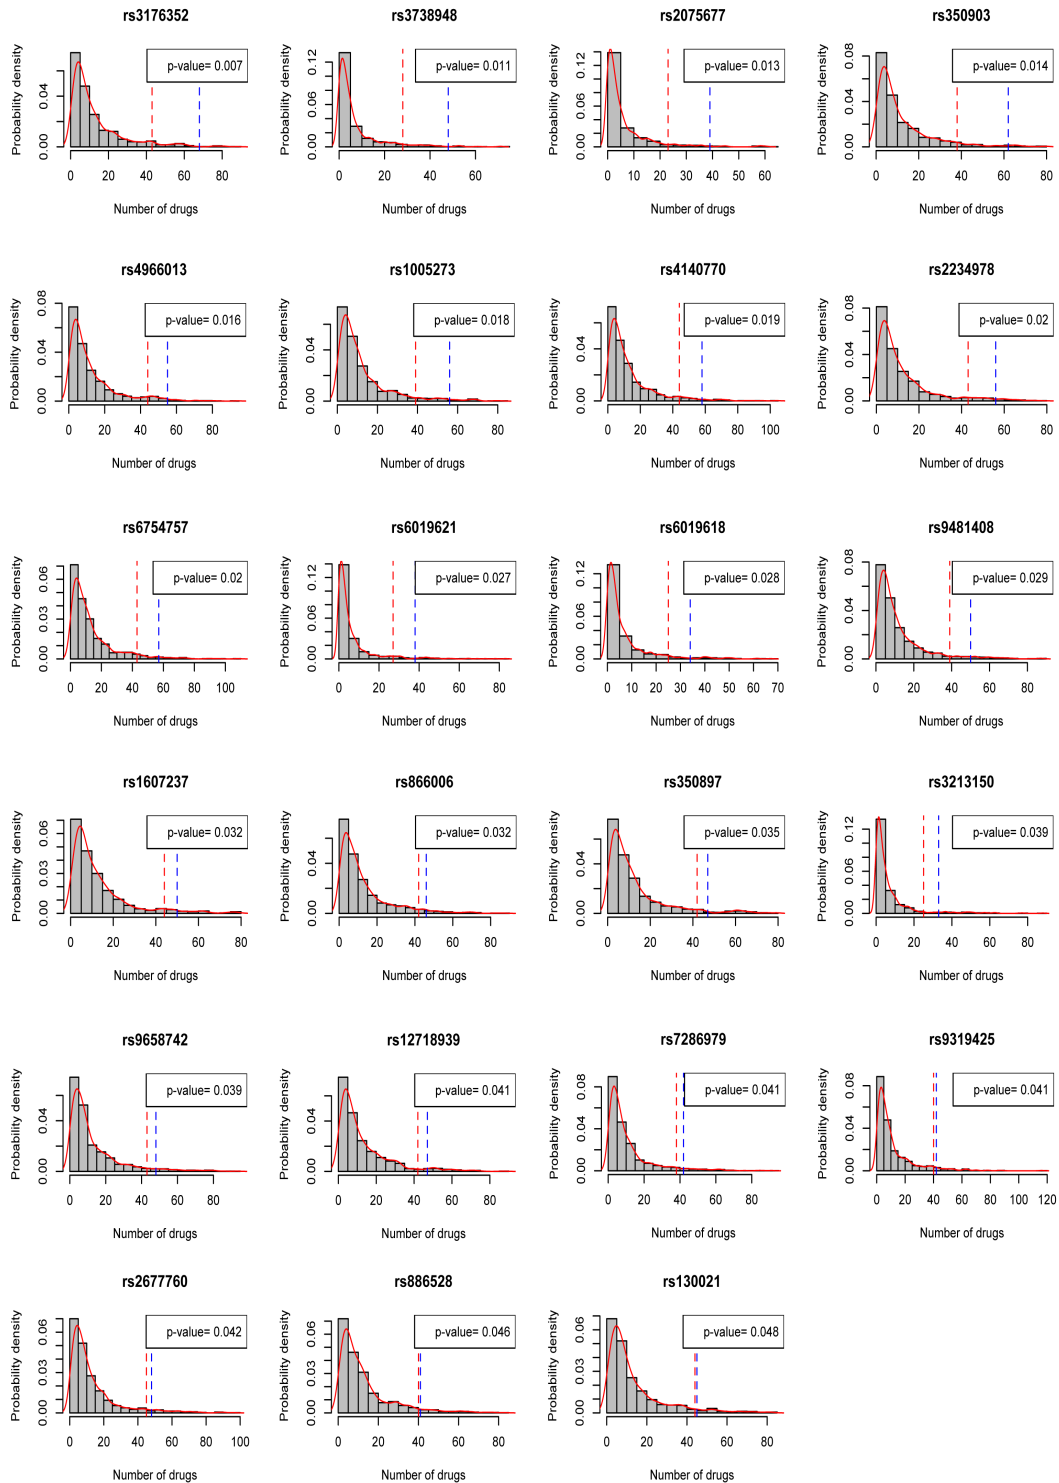 rs3176352 rs3738948 rs2075677 rs350903
p-value= 0.007 p-value= 0.011 p-value= 0.013 p-value= 0.014
Probability density Probability density Probability density Probability density
0.00 0.04 0.00 0.06 0.12 0.00 0.06 0.12 0.00 0.04 0.08
0 20 40 60 80 0 20 40 60 0 10 20 30 40 50 60 0 20 40 60 80
Number of drugs Number of drugs Number of drugs Number of drugs
rs4966013 rs1005273 rs4140770 rs2234978
p-value= 0.016 p-value= 0.018 p-value= 0.019 p-value= 0.02
Probability density Probability density Probability density Probability density
0.00 0.04 0.08 0.00 0.04 0.00 0.04 0.00 0.04 0.08
0 20 40 60 80 0 20 40 60 80 0 20 40 60 80 100 0 20 40 60 80
Number of drugs Number of drugs Number of drugs Number of drugs
rs6754757 rs6019621 rs6019618 rs9481408
p-value= 0.02 p-value= 0.027 p-value= 0.028 p-value= 0.029
Probability density Probability density Probability density Probability density
0.00 0.03 0.06 0.00 0.06 0.12 0.00 0.06 0.12 0.00 0.04 0.08
0 20 40 60 80 100 0 20 40 60 80 0 10 20 30 40 50 60 70 0 20 40 60 80
Number of drugs Number of drugs Number of drugs Number of drugs
rs1607237 rs866006 rs350897 rs3213150
p-value= 0.032 p-value= 0.032 p-value= 0.035 p-value= 0.039
Probability density Probability density Probability density Probability density
0.00 0.03 0.06 0.00 0.04 0.00 0.04 0.00 0.06 0.12
0 20 40 60 80 0 20 40 60 80 0 20 40 60 80 0 20 40 60 80
Number of drugs Number of drugs Number of drugs Number of drugs
rs9658742 rs12718939 rs7286979 rs9319425
p-value= 0.039 p-value= 0.041 p-value= 0.041 p-value= 0.041
Probability density Probability density Probability density Probability density
0.00 0.04 0.00 0.04 0.00 0.04 0.08 0.00 0.04 0.08
0 20 40 60 80 0 20 40 60 80 0 20 40 60 80 0 20 40 60 80 100 120
Number of drugs Number of drugs Number of drugs Number of drugs
rs2677760 rs886528 rs130021
p-value= 0.042 p-value= 0.046 p-value= 0.048
Probability density Probability density Probability density
0.00 0.03 0.06 0.00 0.03 0.06 0.00 0.03 0.06
0 20 40 60 80 100 0 20 40 60 80 0 20 40 60 80
Number of drugs Number of drugs Number of drugs